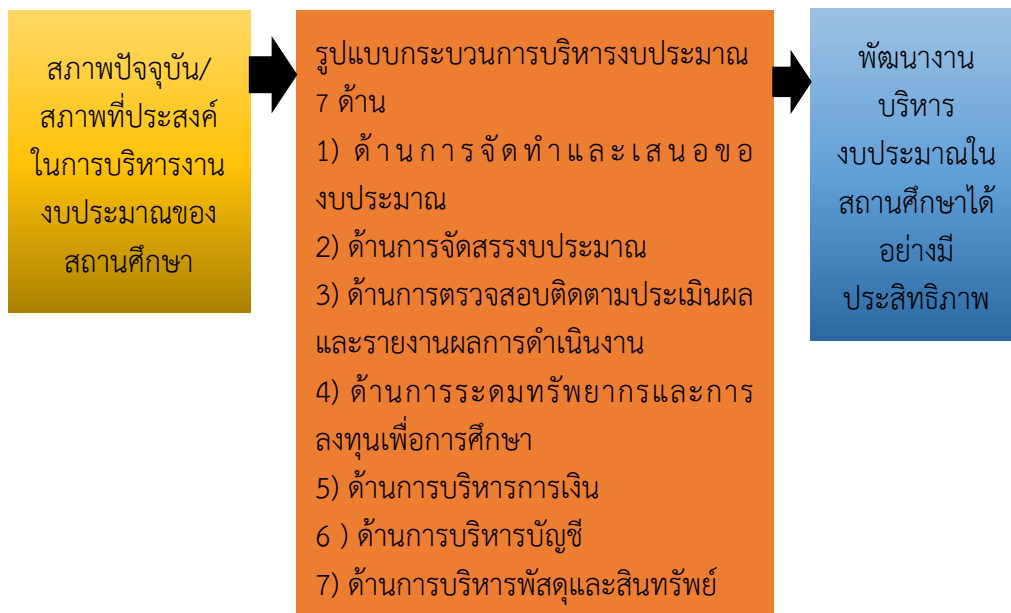 สภาพปัจจุบัน/
สภาพที่ประสงค์
ในการบริหารงาน
งบประมาณของ
สถานศึกษา
รูปแบบกระบวนการบริหารงบประมาณ
7 ด้าน
1) ด้านการจัดทำและเสนอขอ
งบประมาณ
2) ด้านการจัดสรรงบประมาณ
3) ด้านการตรวจสอบติดตามประเมินผล
และรายงานผลการดำเนินงาน
4) ด้านการระดมทรัพยากรและการ
ลงทุนเพื่อการศึกษา
5) ด้านการบริหารการเงิน
6 ) ด้านการบริหารบัญชี
7) ด้านการบริหารพัสดุและสินทรัพย์
พัฒนางาน
บริหาร
งบประมาณใน
สถานศึกษาได้
อย่างมี
ประสิทธิภาพ